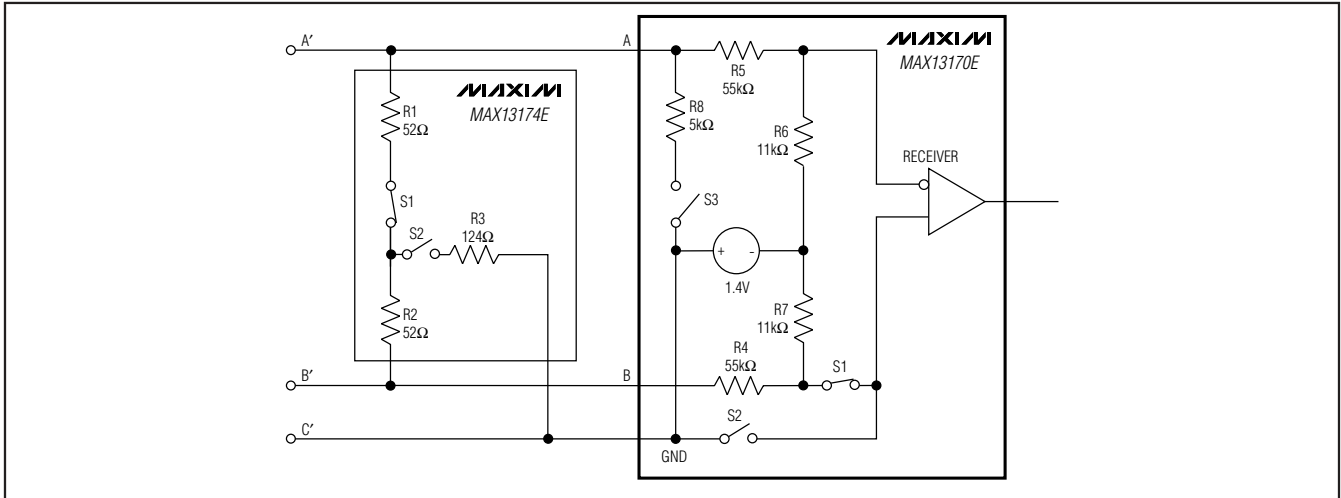 A′
A
MAXIM
MAX13170E
R5
55kΩ
MAXIM
MAX13174E
R8
5kΩ
R1
52Ω
R6
11kΩ
RECEIVER
S1
S3
S2
R3
124Ω
+
-
1.4V
R7
11kΩ
R2
52Ω
R4
55kΩ
S1
B′
B
S2
C′
GND